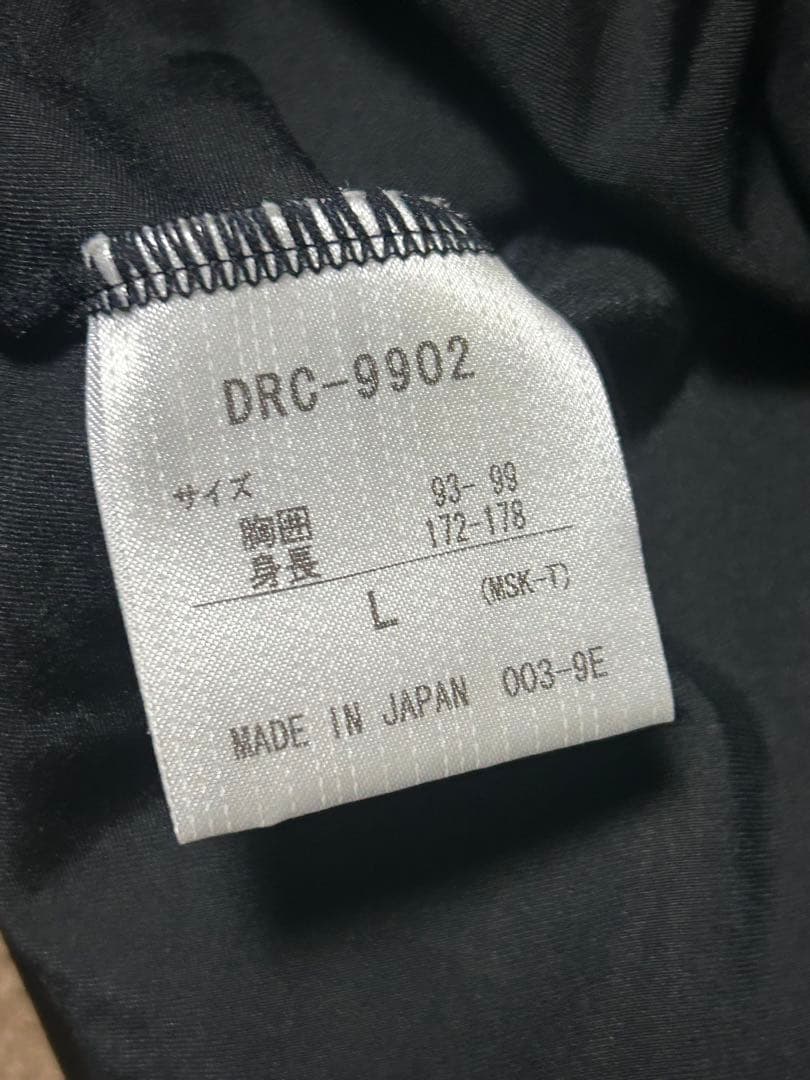 DRC-9902
サイズ
胸囲 93- 99
身長 172-178
L (MSK-T)
MADE IN JAPAN 003-9E